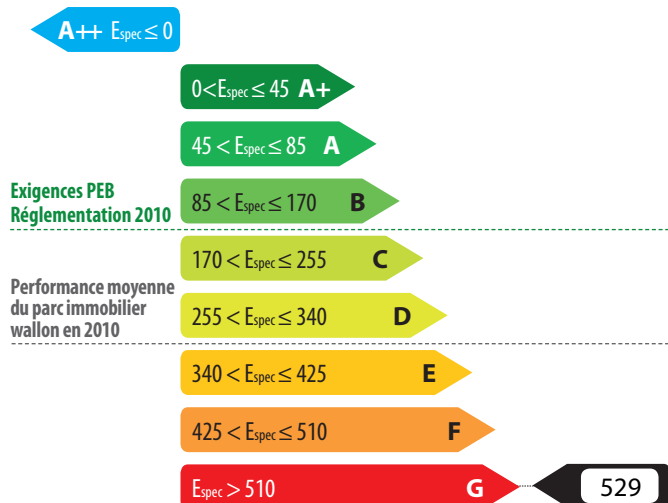 A++ Espec ≤ 0
0 < Espec ≤ 45 A+
45 < Espec ≤ 85 A
Exigences PEB
Réglementation 2010
85 < Espec ≤ 170 B
170 < Espec ≤ 255 C
Performance moyenne
du parc immobilier
wallon en 2010
255 < Espec ≤ 340 D
340 < Espec ≤ 425 E
425 < Espec ≤ 510 F
Espec > 510 G 529